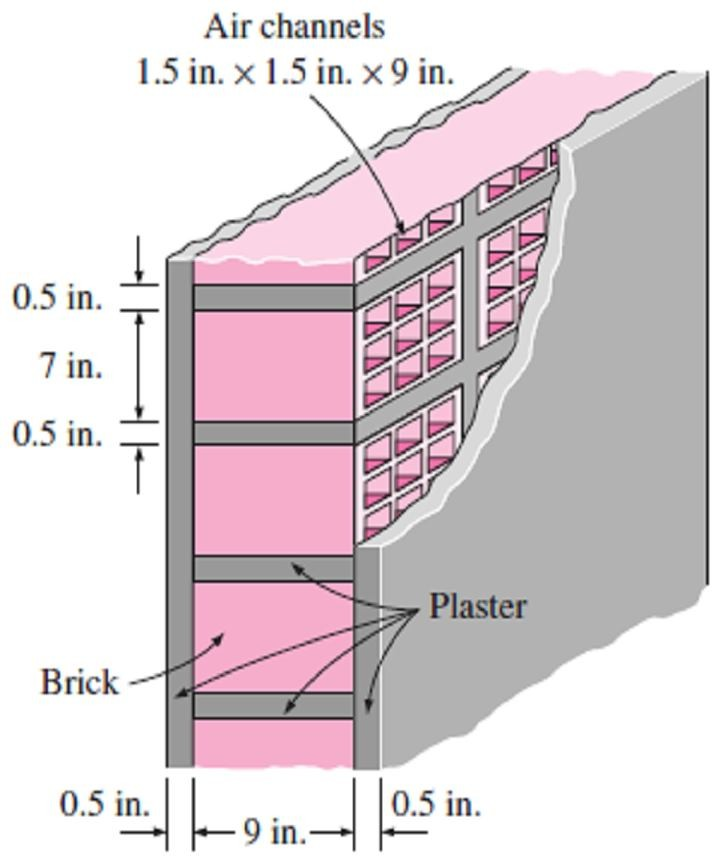 Air channels
1.5 in. × 1.5 in. × 9 in.
0.5 in.
7 in.
0.5 in.
Plaster
Brick
0.5 in.
9 in.
0.5 in.